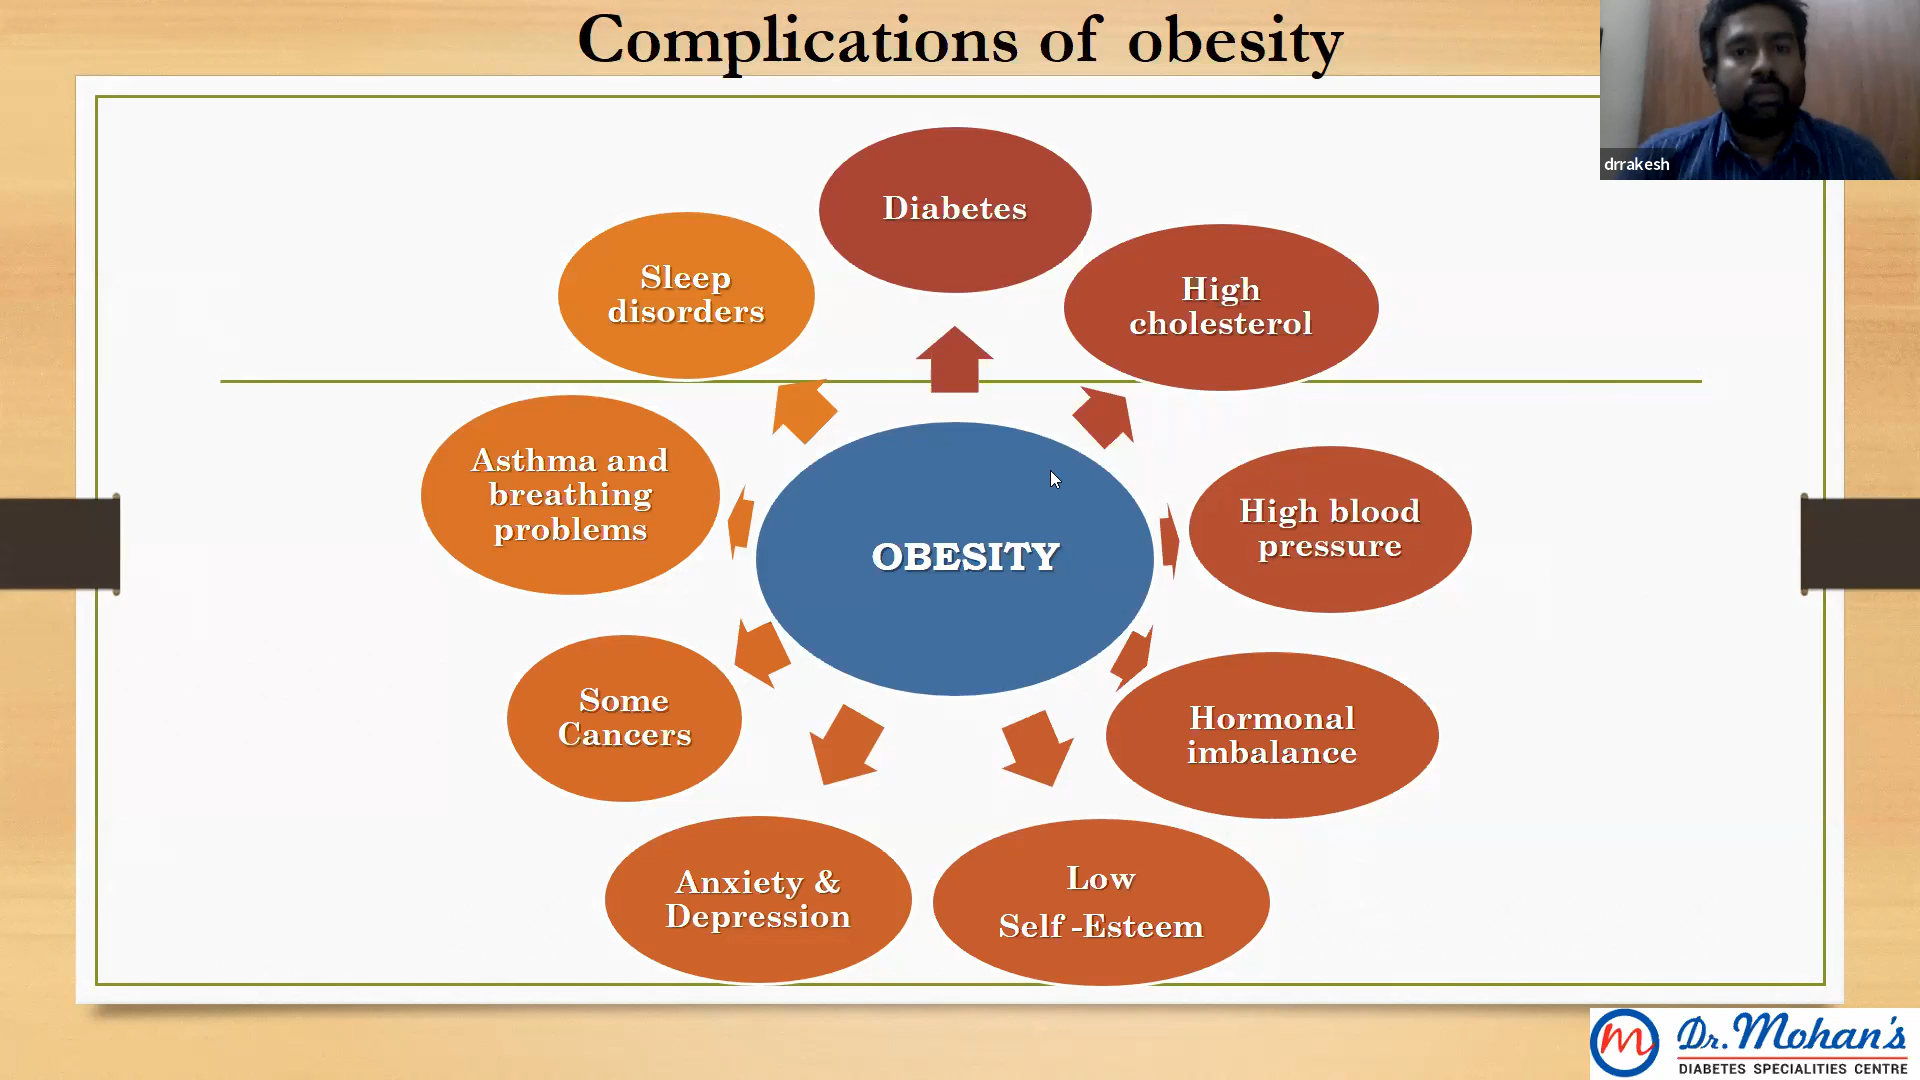 Complications of obesity
drrakesh
Diabetes
Sleep
disorders
High
cholesterol
Asthma and
breathing
problems
High blood
pressure
OBESITY
Some
Cancers
Hormonal
imbalance
Anxiety &
Depression
Low
Self -Esteem
m
Dr. Mohan's
DIABETES SPECIALITIES CENTRE